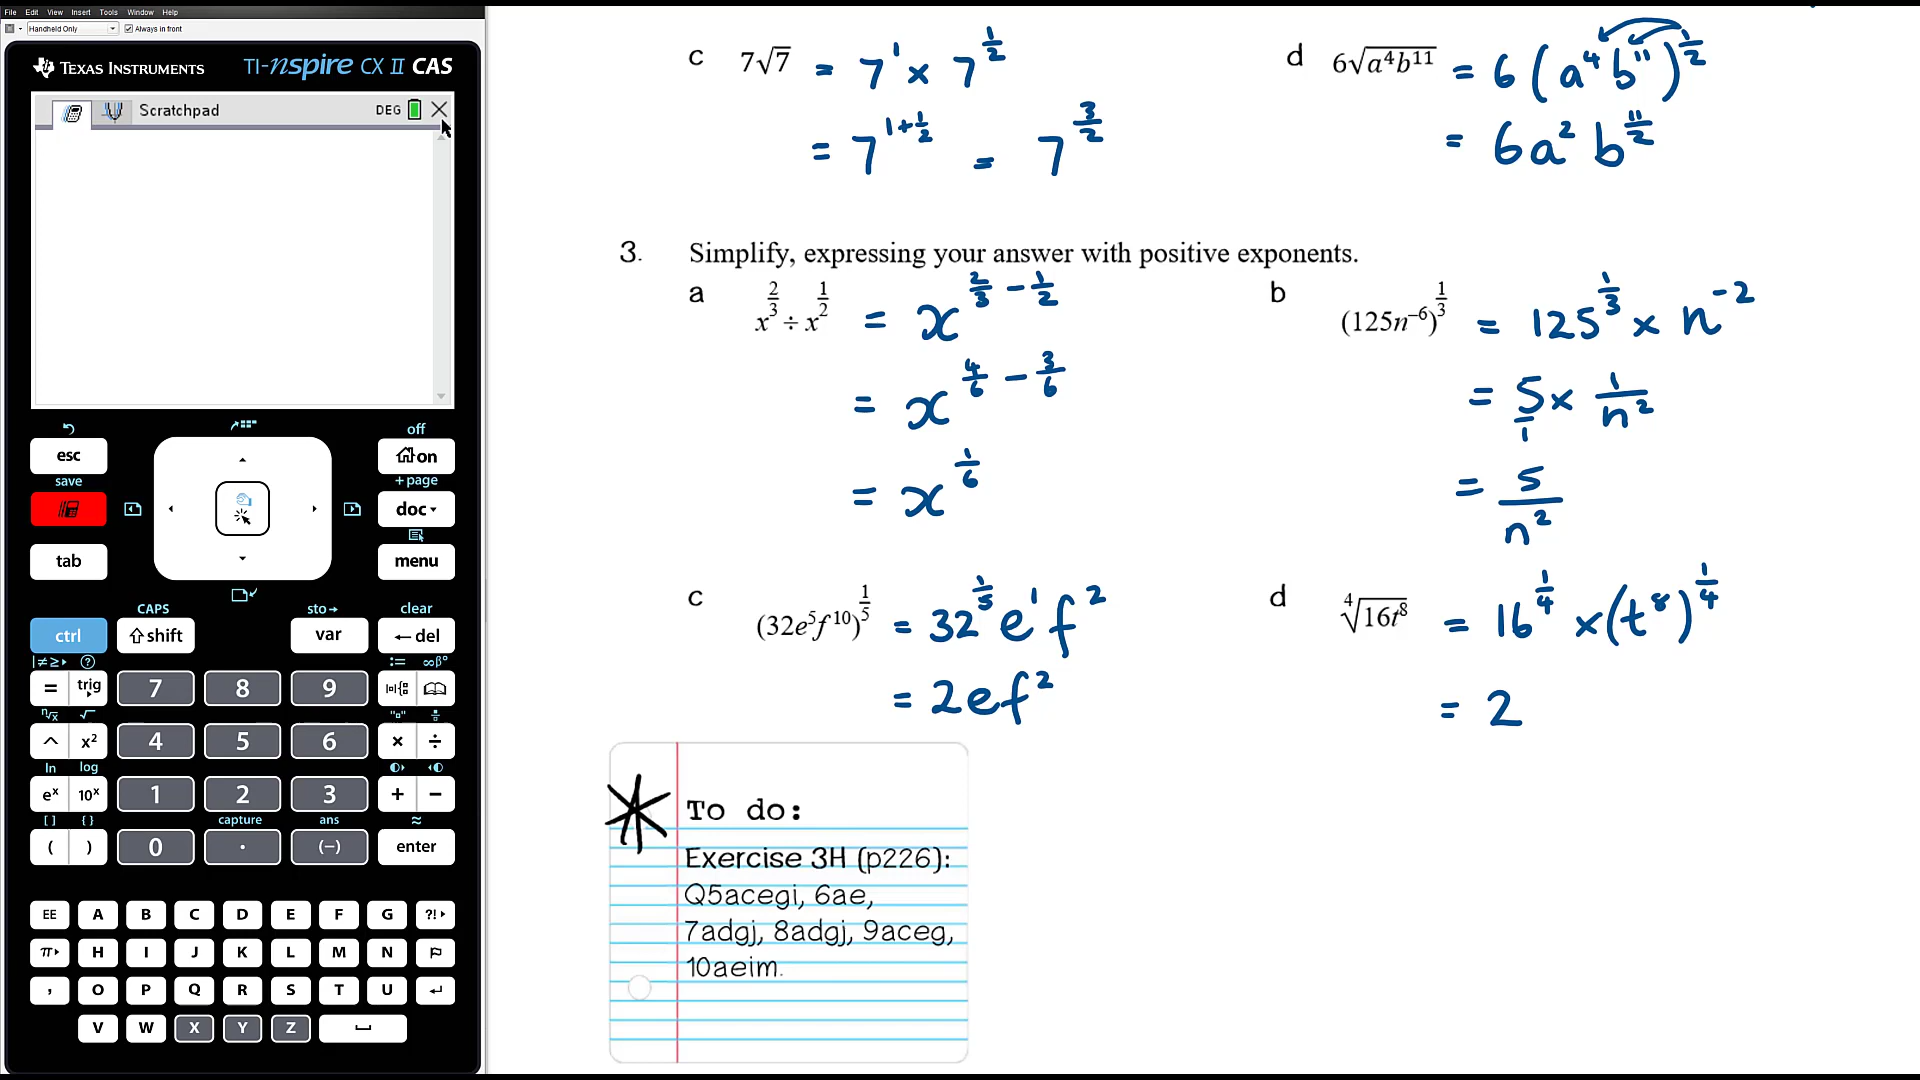 File Edit View Insert Tools Window Help
Handheld Only Always in front
TEXAS INSTRUMENTS TI-nspire CX II CAS
Scratchpad DEG
off
esc on
save + page
doc
tab menu
CAPS sto→ clear
ctrl ⇧shift var ←del
|≠≥▸ ? := ∞β°
= trig 7 8 9
ⁿ√x √
^ x² 4 5 6 × ÷
ln log
eˣ 10ˣ 1 2 3 + −
[ ] { } capture ans ≈
( ) 0 . (−) enter
EE A B C D E F G ?!▸
π▸ H I J K L M N
, O P Q R S T U ↵
V W X Y Z
c 7√7 = 7^1 × 7^(1/2)
= 7^(1+1/2) = 7^(3/2)
d 6√(a⁴b¹¹) = 6(a⁴b¹¹)^(1/2)
= 6a²b^(11/2)
3. Simplify, expressing your answer with positive exponents.
a x^(2/3) ÷ x^(1/2) = x^(2/3 − 1/2)
= x^(4/6 − 3/6)
= x^(1/6)
b (125n⁻⁶)^(1/3) = 125^(1/3) × n⁻²
= 5/1 × 1/n²
= 5/n²
c (32e⁵f¹⁰)^(1/5) = 32^(1/5) e¹ f²
= 2ef²
d ⁴√(16t⁸) = 16^(1/4) × (t⁸)^(1/4)
= 2
To do:
Exercise 3H (p226):
Q5acegi, 6ae,
7adgj, 8adgj, 9aceg,
10aeim.